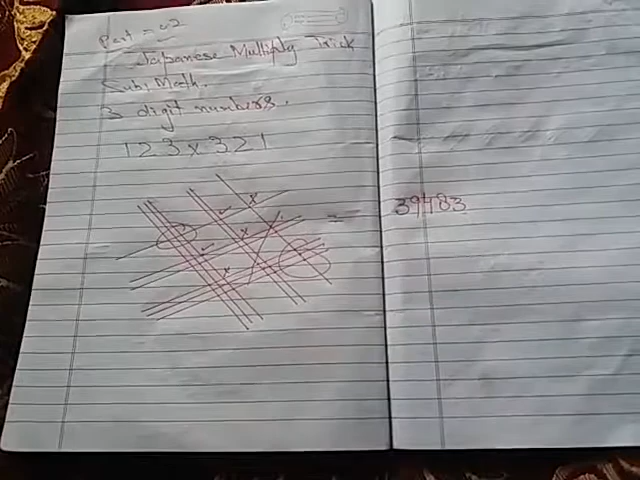 Part = 02
Japanese Multiply Trick
Sub: Math.
3 digit numbers.
123 x 321
= 39483